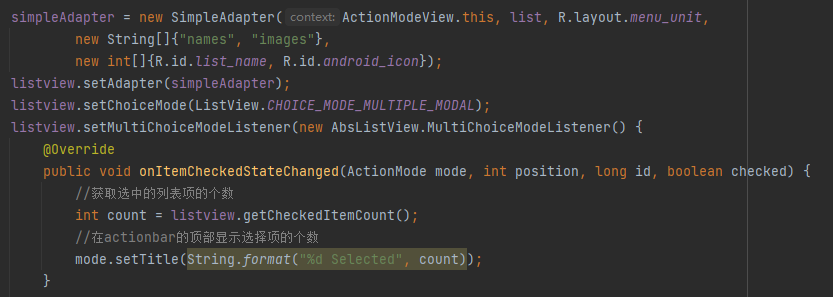 simpleAdapter = new SimpleAdapter( context: ActionModeView.this, list, R.layout.menu_unit,
new String[]{"names", "images"},
new int[]{R.id.list_name, R.id.android_icon});
listview.setAdapter(simpleAdapter);
listview.setChoiceMode(ListView.CHOICE_MODE_MULTIPLE_MODAL);
listview.setMultiChoiceModeListener(new AbsListView.MultiChoiceModeListener() {
@Override
public void onItemCheckedStateChanged(ActionMode mode, int position, long id, boolean checked) {
//获取选中的列表项的个数
int count = listview.getCheckedItemCount();
//在actionbar的顶部显示选择项的个数
mode.setTitle(String.format("%d Selected", count));
}